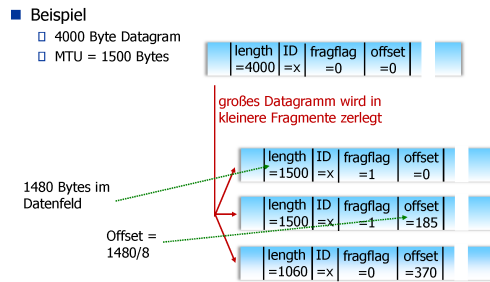 Beispiel
4000 Byte Datagram
MTU = 1500 Bytes
length ID fragflag offset
=4000 =x =0 =0
großes Datagramm wird in
kleinere Fragmente zerlegt
length ID fragflag offset
=1500 =x =1 =0
1480 Bytes im
Datenfeld
length ID fragflag offset
=1500 =x =1 =185
Offset =
1480/8
length ID fragflag offset
=1060 =x =0 =370